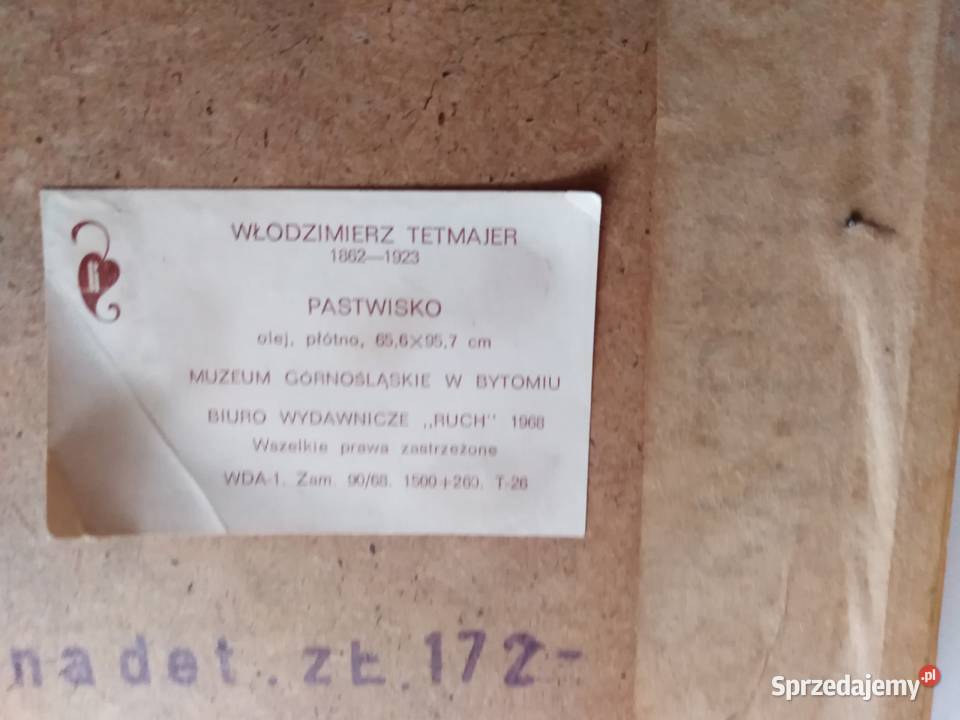 WŁODZIMIERZ TETMAJER
1862—1923
PASTWISKO
olej, płótno, 65,6×95,7 cm
MUZEUM GÓRNOŚLĄSKIE W BYTOMIU
BIURO WYDAWNICZE „RUCH" 1968
Wszelkie prawa zastrzeżone
WDA-1. Zam. 90/68. 1500+260. T-26
nadet. zŁ. 172-
Sprzedajemy.pl